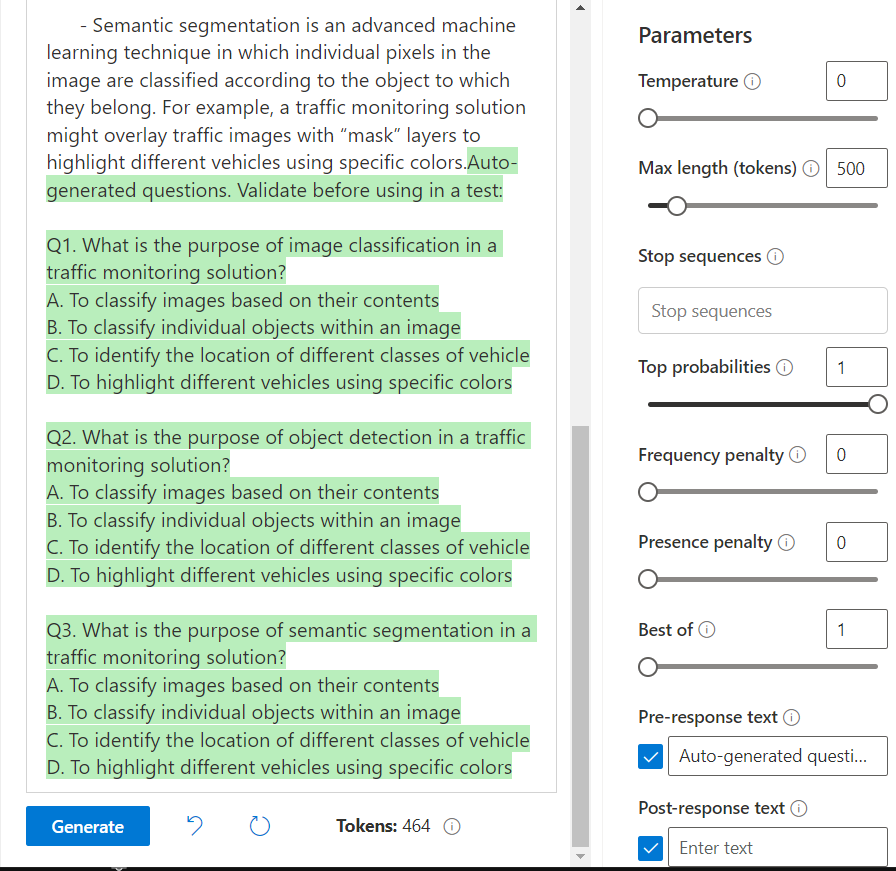 - Semantic segmentation is an advanced machine
learning technique in which individual pixels in the
image are classified according to the object to which
they belong. For example, a traffic monitoring solution
might overlay traffic images with “mask” layers to
highlight different vehicles using specific colors.Auto-
generated questions. Validate before using in a test:
Q1. What is the purpose of image classification in a
traffic monitoring solution?
A. To classify images based on their contents
B. To classify individual objects within an image
C. To identify the location of different classes of vehicle
D. To highlight different vehicles using specific colors
Q2. What is the purpose of object detection in a traffic
monitoring solution?
A. To classify images based on their contents
B. To classify individual objects within an image
C. To identify the location of different classes of vehicle
D. To highlight different vehicles using specific colors
Q3. What is the purpose of semantic segmentation in a
traffic monitoring solution?
A. To classify images based on their contents
B. To classify individual objects within an image
C. To identify the location of different classes of vehicle
D. To highlight different vehicles using specific colors
Generate
Tokens: 464
Parameters
Temperature
0
Max length (tokens)
500
Stop sequences
Stop sequences
Top probabilities
1
Frequency penalty
0
Presence penalty
0
Best of
1
Pre-response text
Auto-generated questi...
Post-response text
Enter text